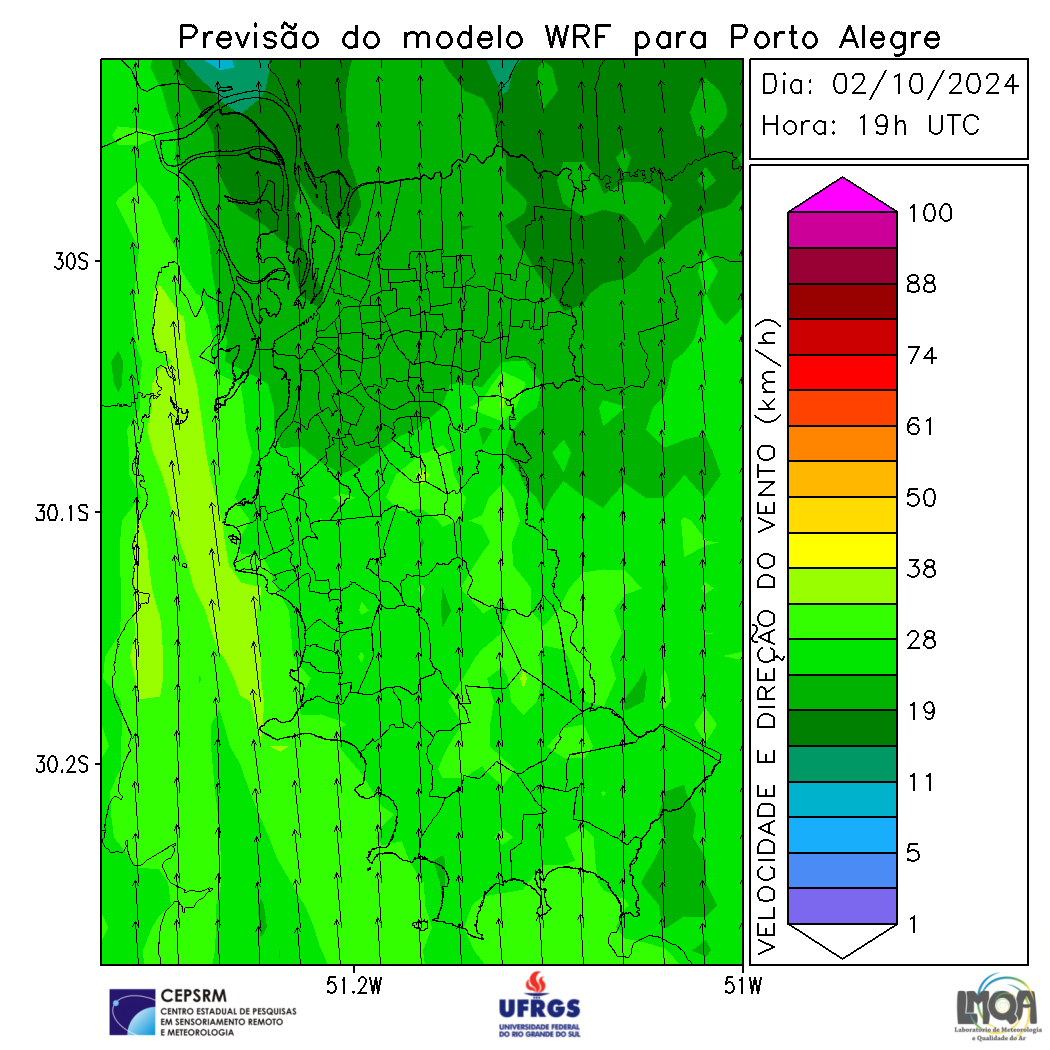 Previsão do modelo WRF para Porto Alegre
Dia: 02/10/2024
Hora: 19h UTC
30S
30.1S
30.2S
51.2W
51W
VELOCIDADE E DIREÇÃO DO VENTO (km/h)
100
88
74
61
50
38
28
19
11
5
1
CEPSRM
CENTRO ESTADUAL DE PESQUISAS
EM SENSORIAMENTO REMOTO
E METEOROLOGIA
UFRGS
UNIVERSIDADE FEDERAL
DO RIO GRANDE DO SUL
LMQA
Laboratório de Meteorologia
e Qualidade do Ar